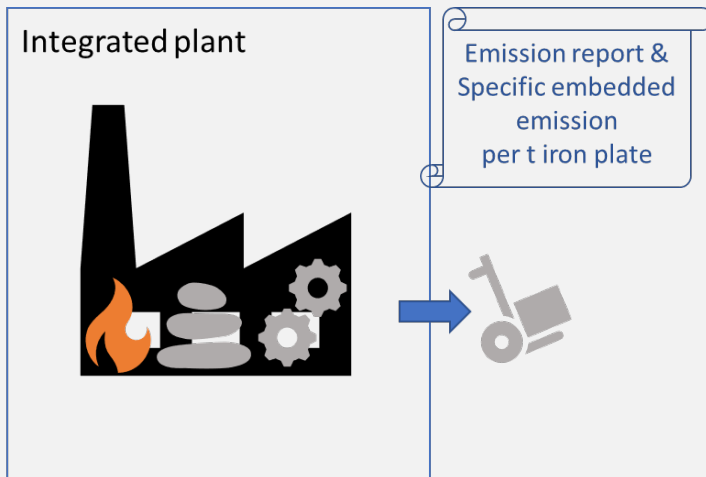 Integrated plant
Emission report &
Specific embedded
emission
per t iron plate